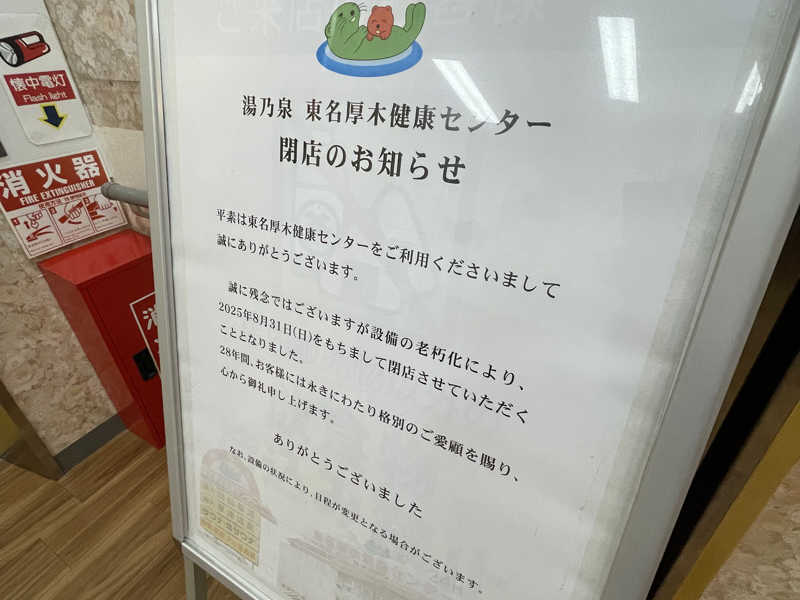 懐中電灯
Flash light
消火器
FIRE EXTINGUISHER
消
湯乃泉 東名厚木健康センター
閉店のお知らせ
平素は東名厚木健康センターをご利用くださいまして
誠にありがとうございます。
誠に残念ではございますが設備の老朽化により、
2025年8月31日(日)をもちまして閉店させていただく
こととなりました。
28年間、お客様には永きにわたり格別のご愛顧を賜り、
心から御礼申し上げます。
ありがとうございました
なお、設備の状況により、日程が変更となる場合がございます。